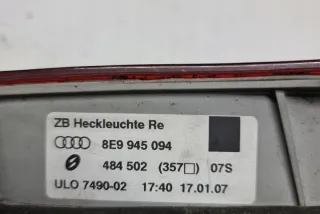 ZB Heckleuchte Re
8E9 945 094
484 502 (357□) 07S
ULO 7490-02 17:40 17.01.07